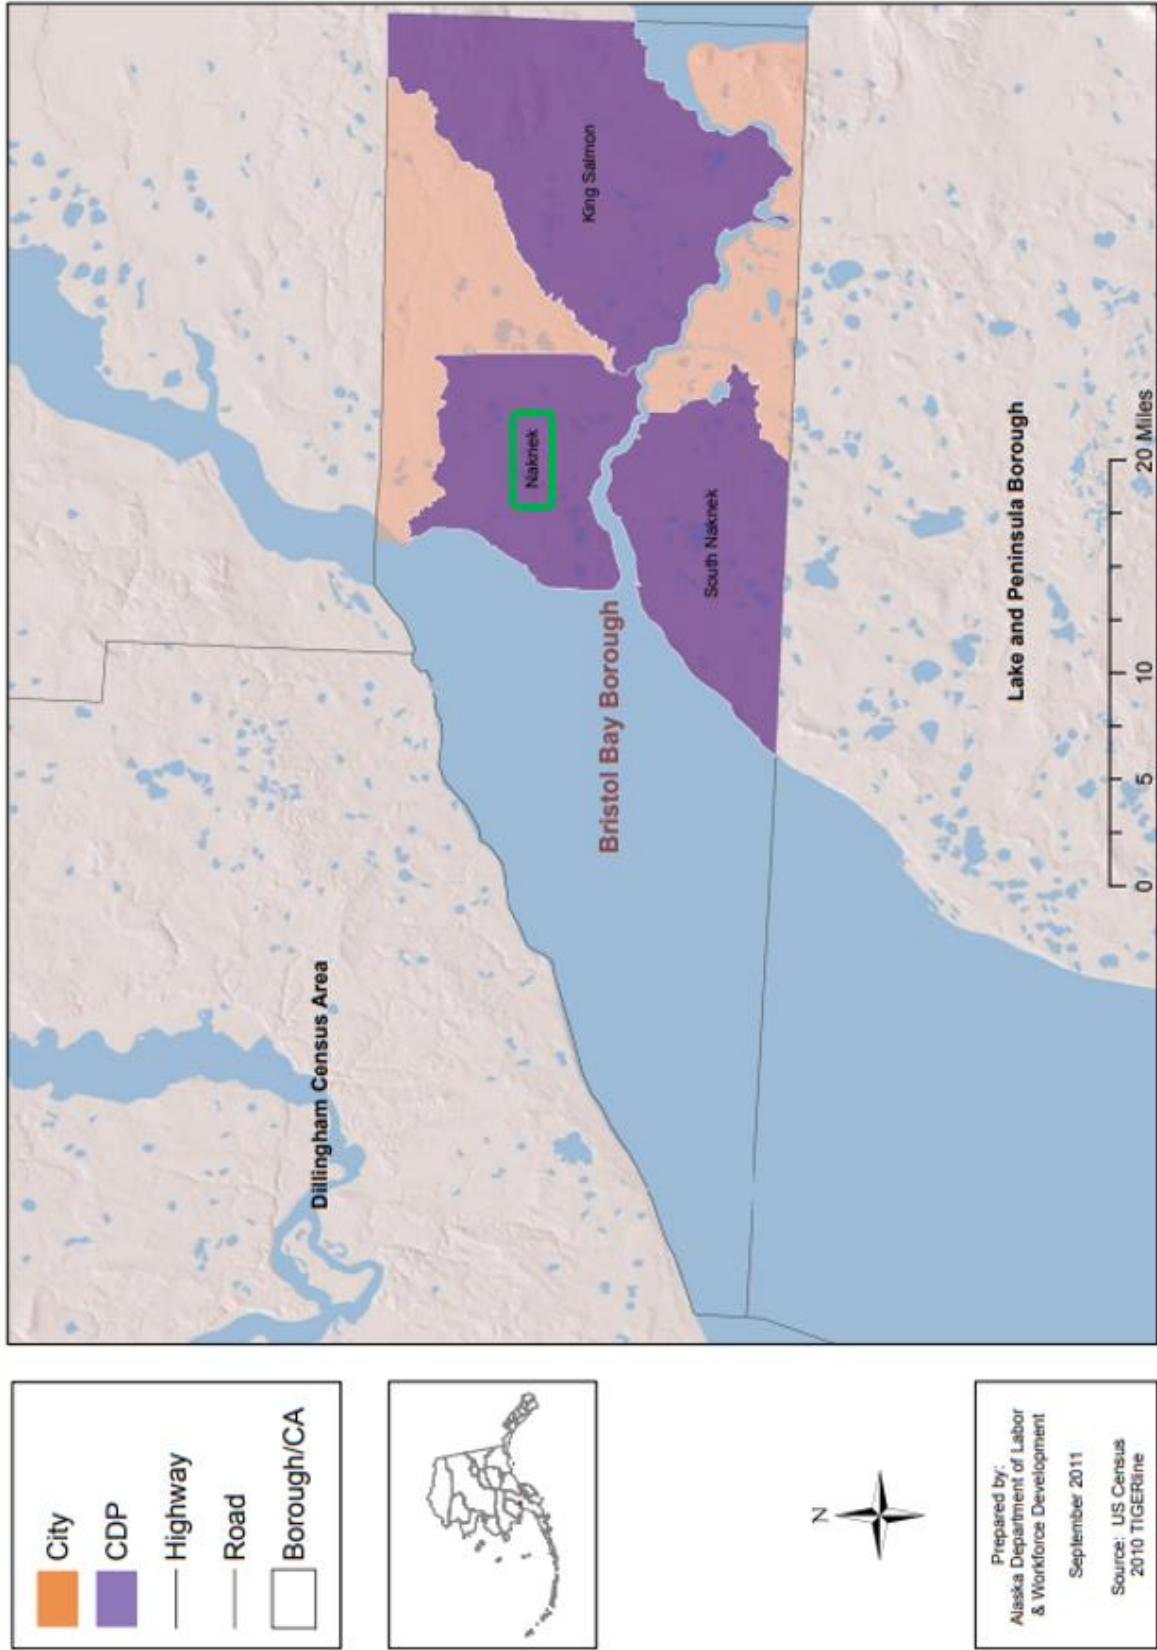 Dillingham Census Area
Bristol Bay Borough
Naknek
King Salmon
South Naknek
Lake and Peninsula Borough
0 5 10 20 Miles
City
CDP
Highway
Road
Borough/CA
N
Prepared by:
Alaska Department of Labor
& Workforce Development
September 2011
Source: US Census
2010 TIGERline